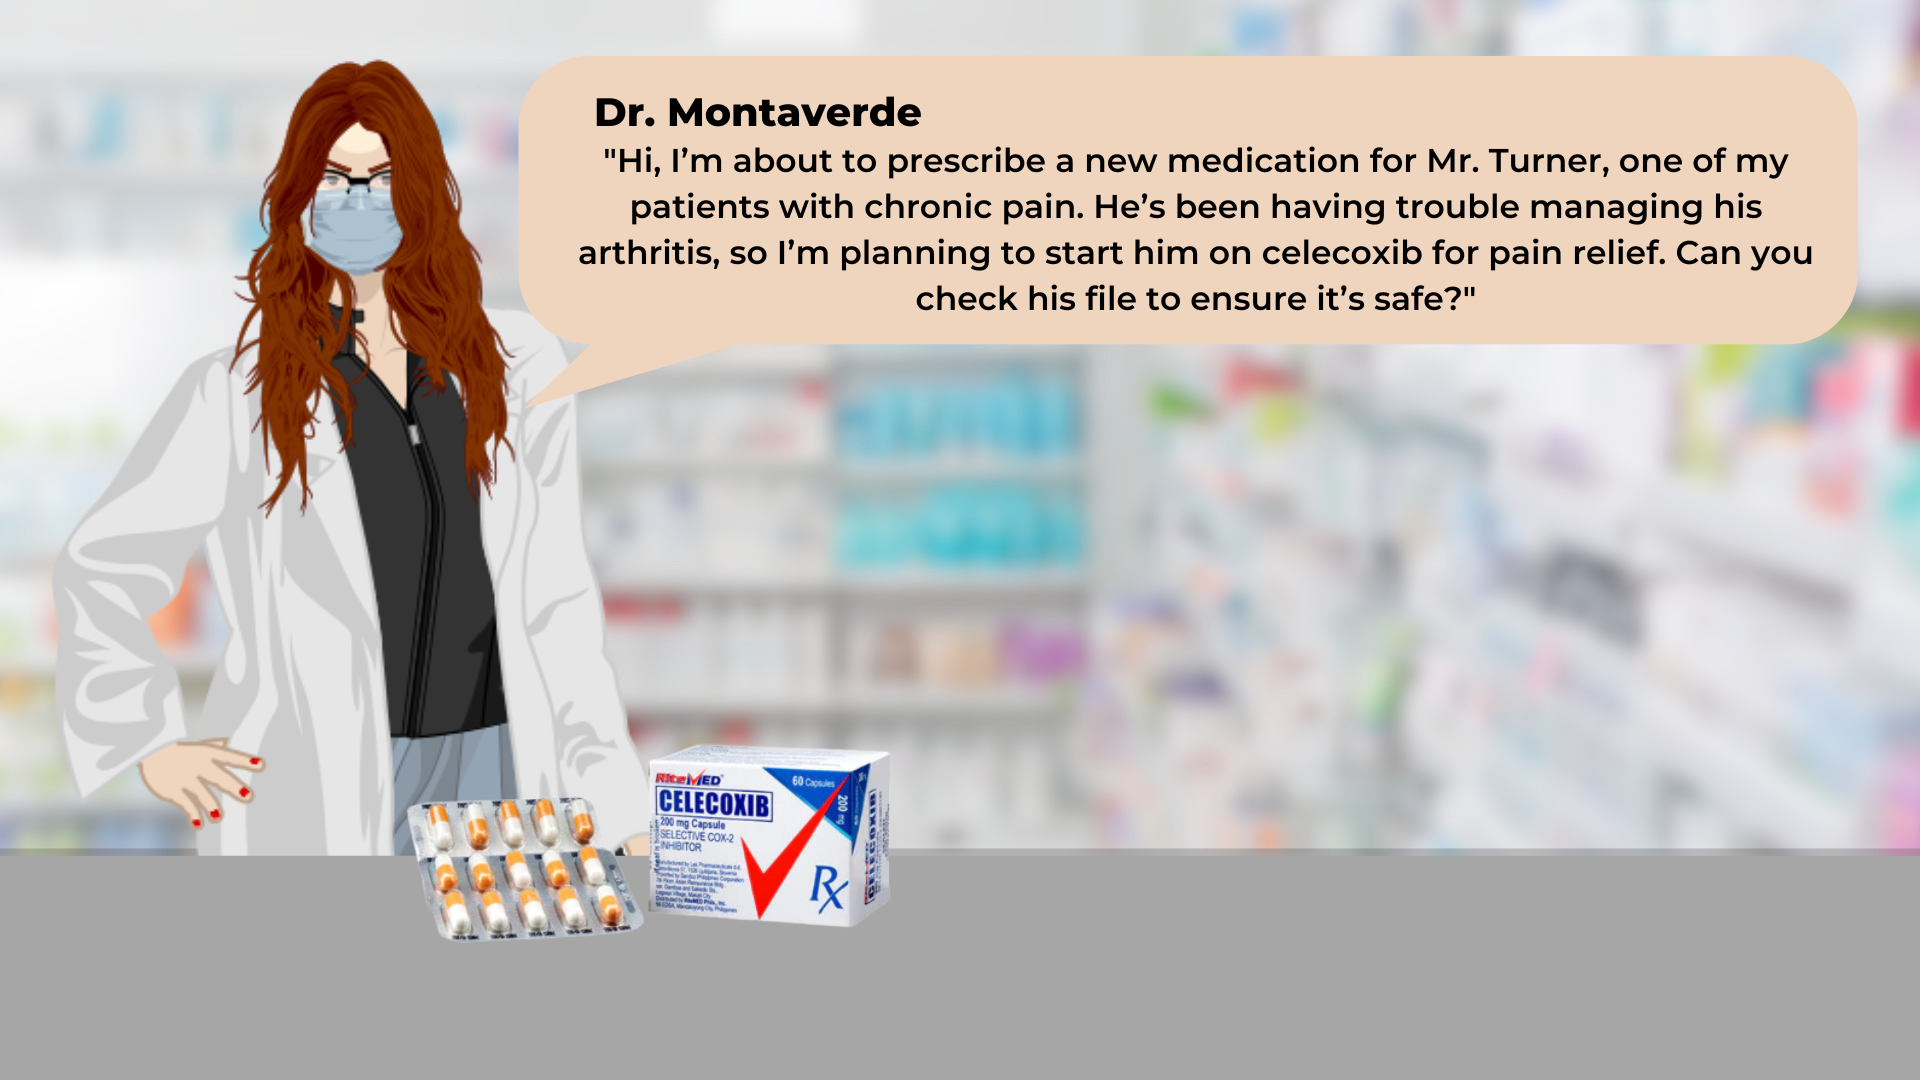 Dr. Montaverde
"Hi, I'm about to prescribe a new medication for Mr. Turner, one of my
patients with chronic pain. He's been having trouble managing his
arthritis, so I'm planning to start him on celecoxib for pain relief. Can you
check his file to ensure it's safe?"
RiteMED
60 Capsules
CELECOXIB
200 mg
200 mg Capsule
SELECTIVE COX-2
INHIBITOR
Rx
CELECOXIB